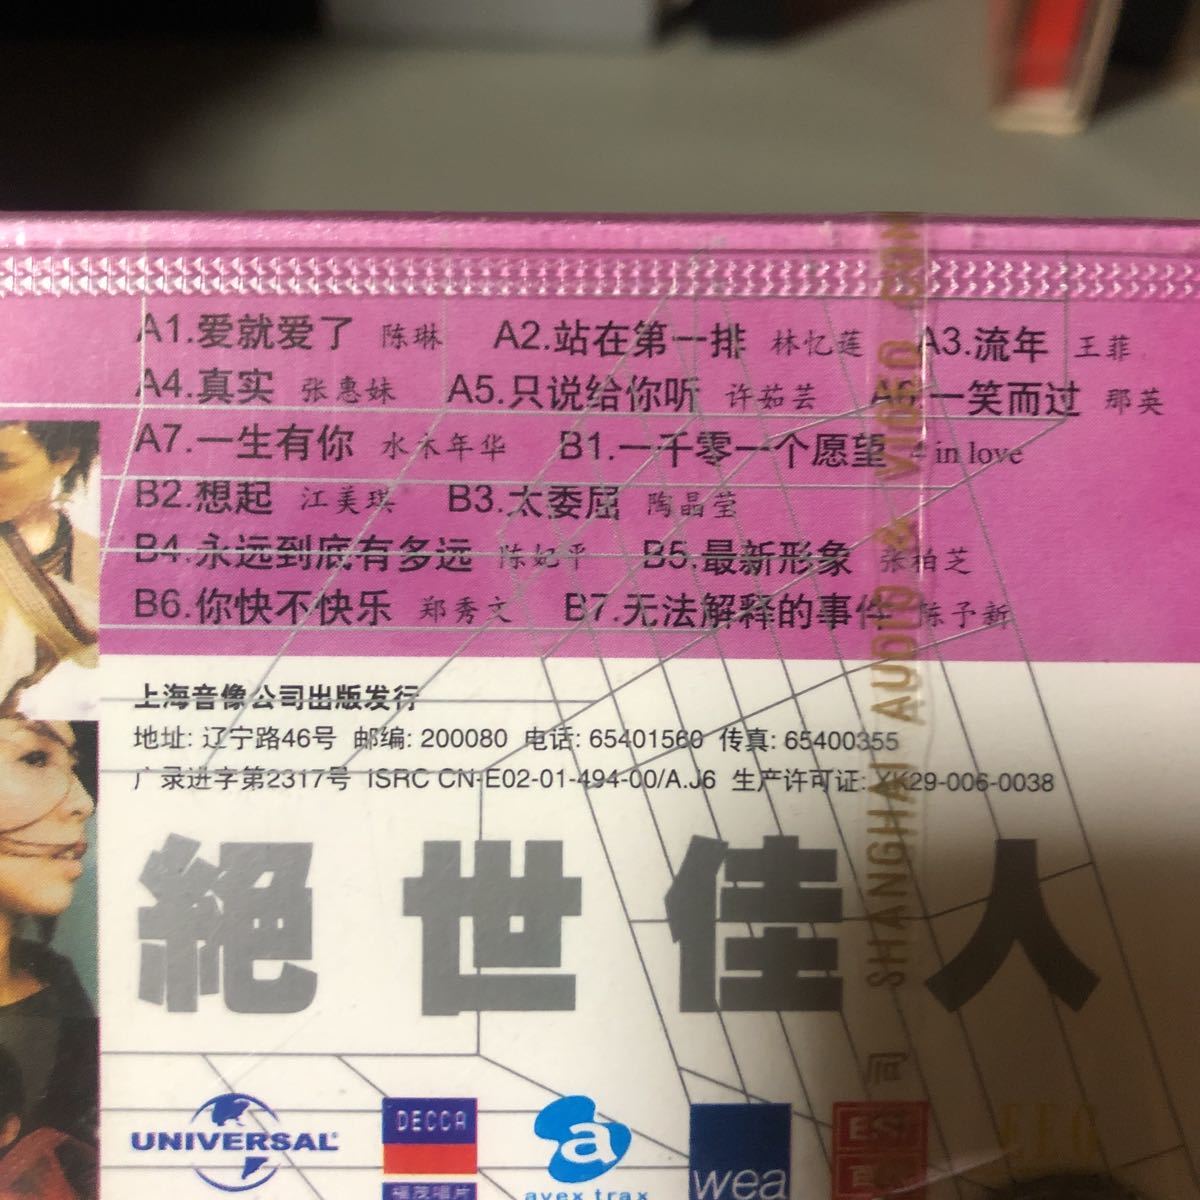 A1.爱就爱了 陈琳 A2.站在第一排 林忆莲 A3.流年 王菲
A4.真实 张惠妹 A5.只说给你听 许茹芸 A6.一笑而过 那英
A7.一生有你 水木年华 B1.一千零一个愿望 4 in love
B2.想起 江美琪 B3.太委屈 陶晶莹
B4.永远到底有多远 陈妃平 B5.最新形象 张柏芝
B6.你快不快乐 郑秀文 B7.无法解释的事件 陈予新
上海音像公司出版发行
地址: 辽宁路46号 邮编: 200080 电话: 65401560 传真: 65400355
广录进字第2317号 ISRC CN-E02-01-494-00/A.J6 生产许可证: XK29-006-0038
絕世佳人
SHANGHAI AUDIO & VIDEO COM
司
UNIVERSAL
DECCA
福茂唱片
avex trax
wea